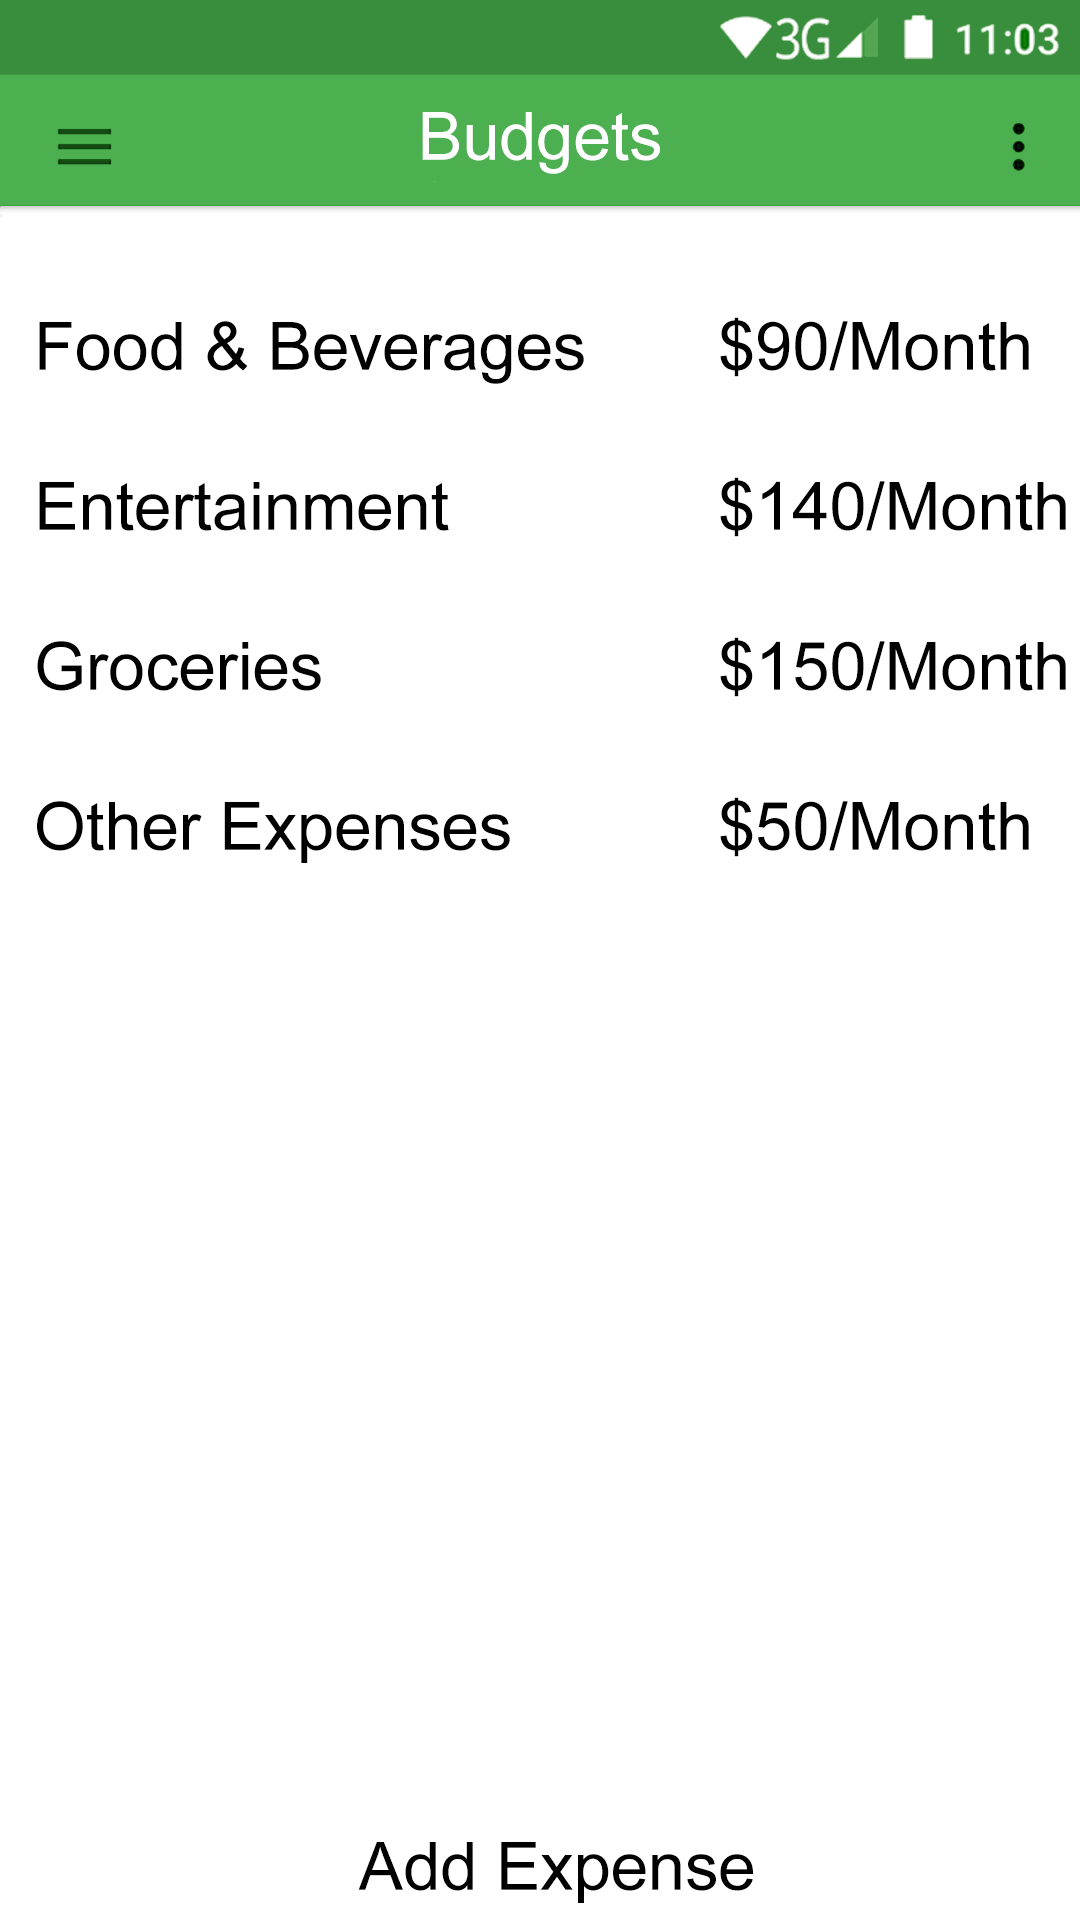 3G 11:03
Budgets
Food & Beverages $90/Month
Entertainment $140/Month
Groceries $150/Month
Other Expenses $50/Month
Add Expense